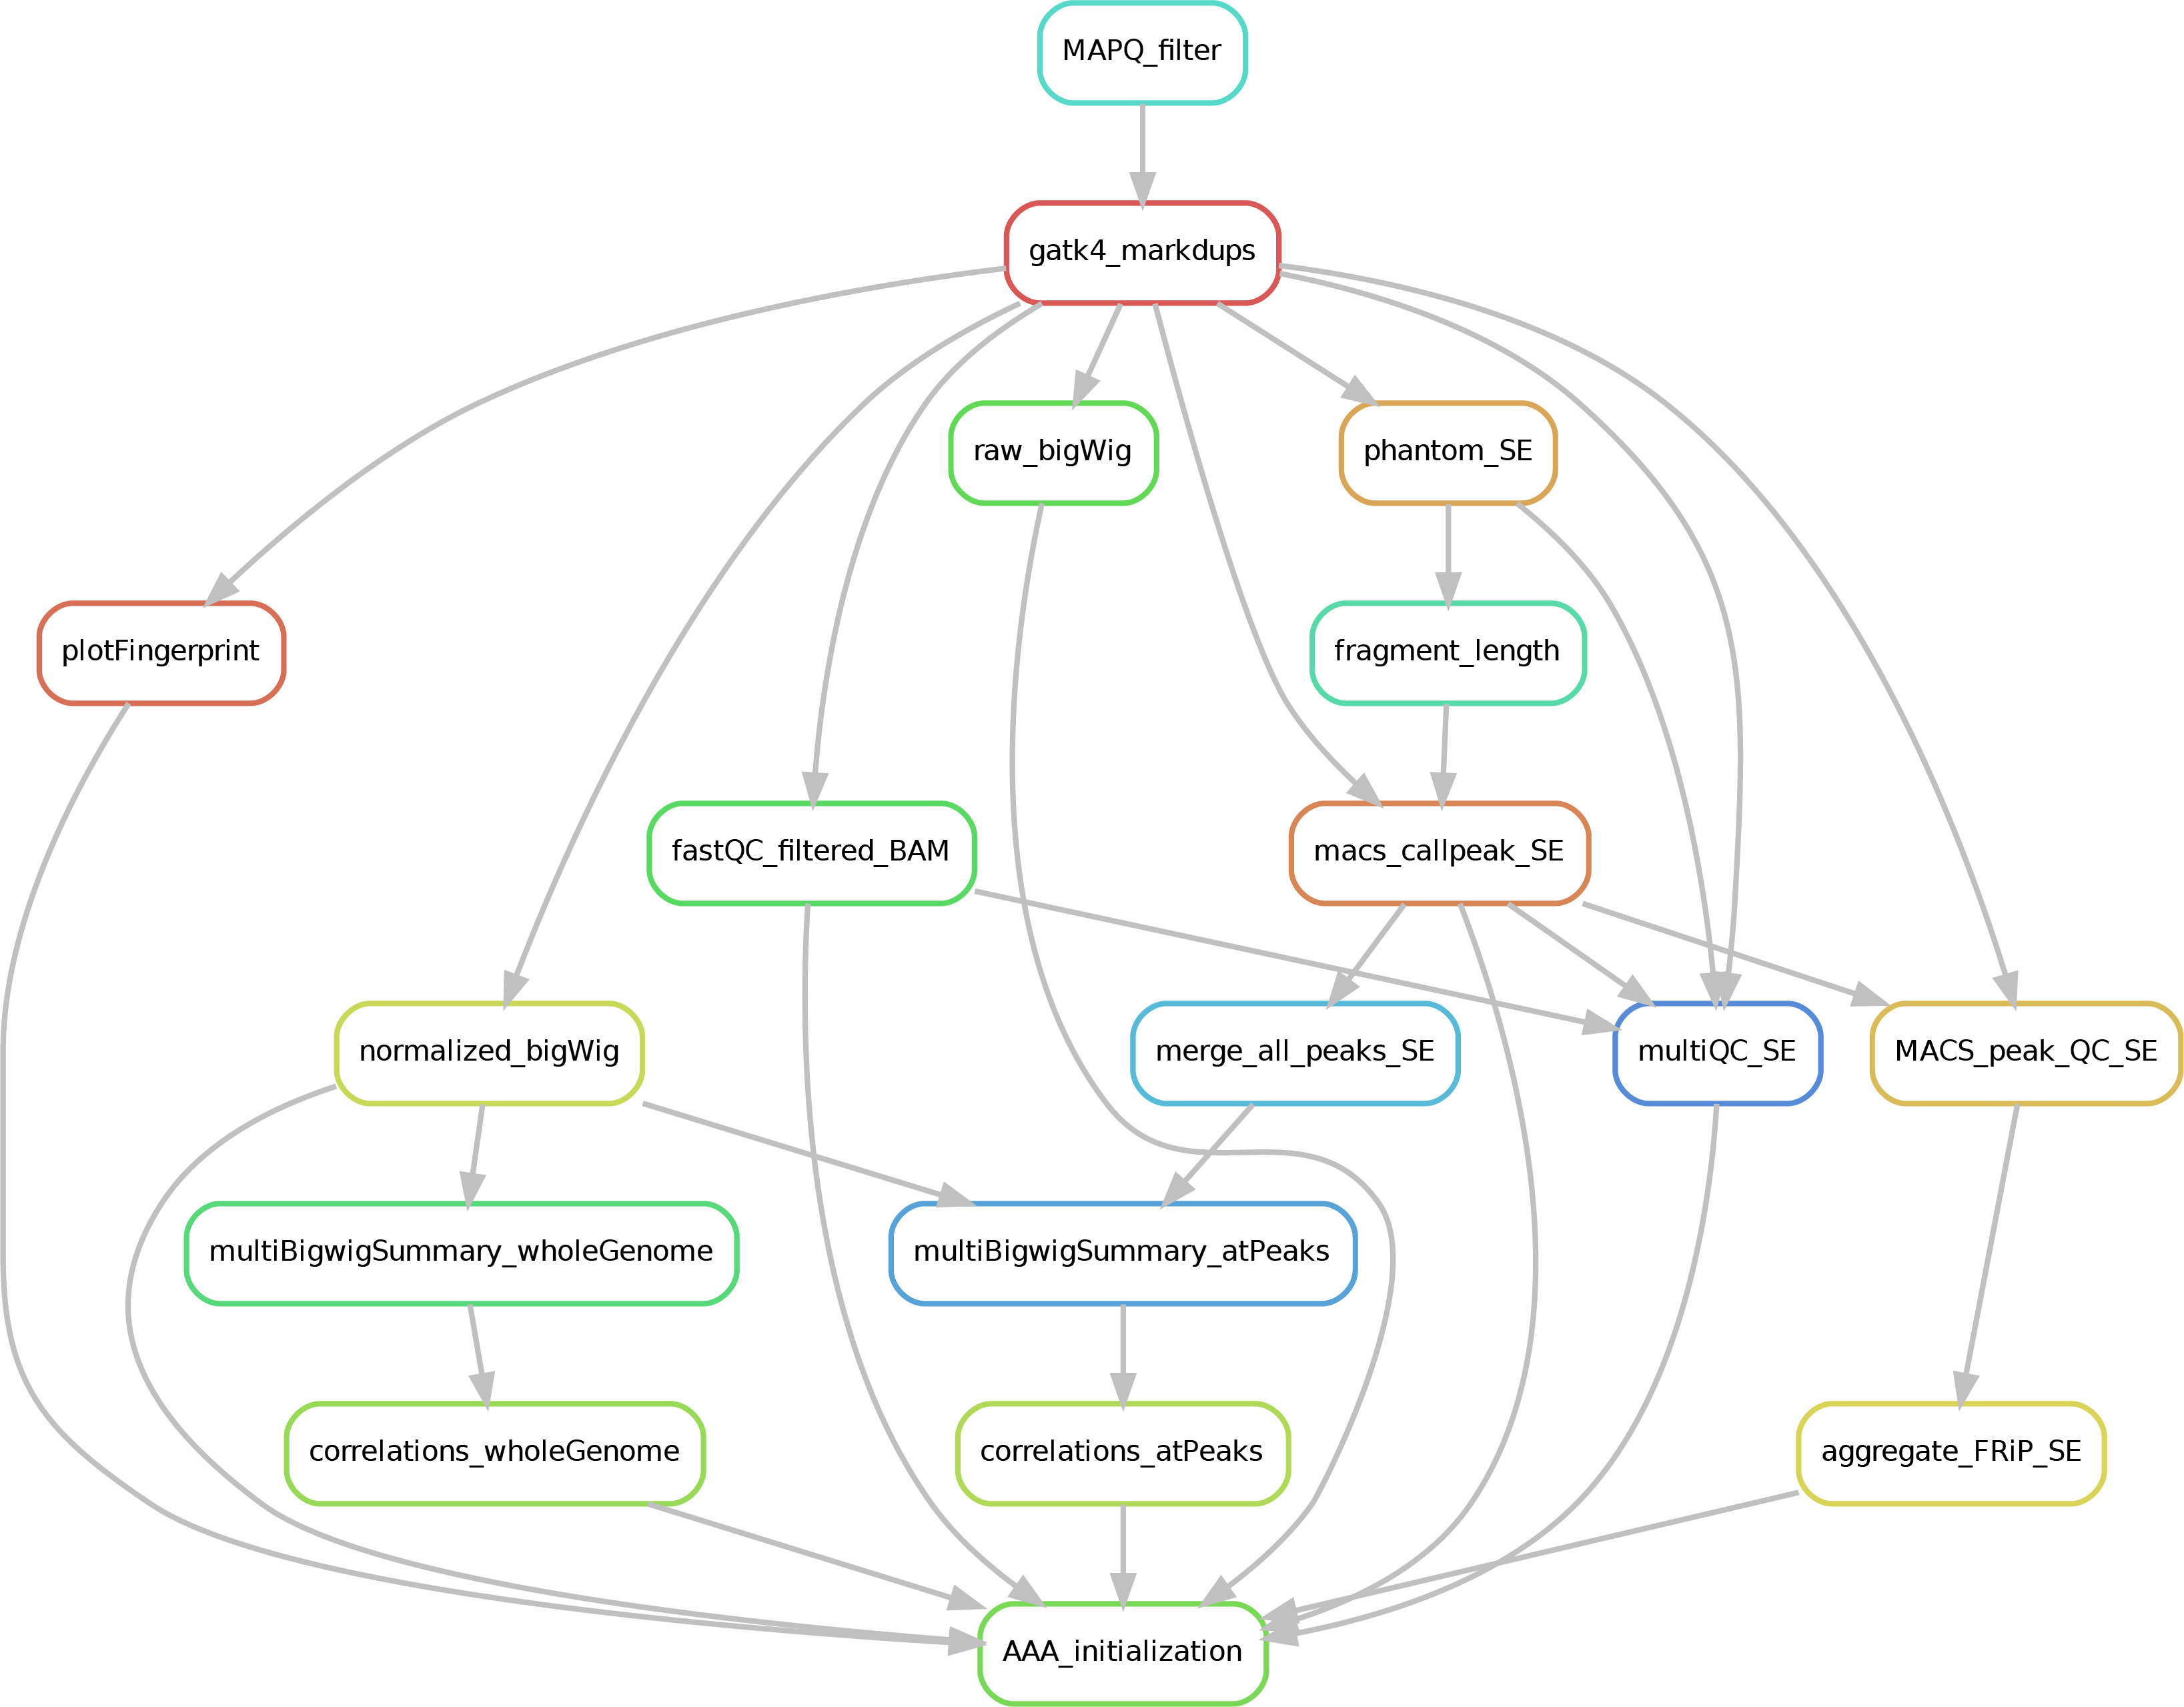 MAPQ_filter
gatk4_markdups
raw_bigWig
phantom_SE
plotFingerprint
fragment_length
fastQC_filtered_BAM
macs_callpeak_SE
normalized_bigWig
merge_all_peaks_SE
multiQC_SE
MACS_peak_QC_SE
multiBigwigSummary_wholeGenome
multiBigwigSummary_atPeaks
correlations_wholeGenome
correlations_atPeaks
aggregate_FRiP_SE
AAA_initialization